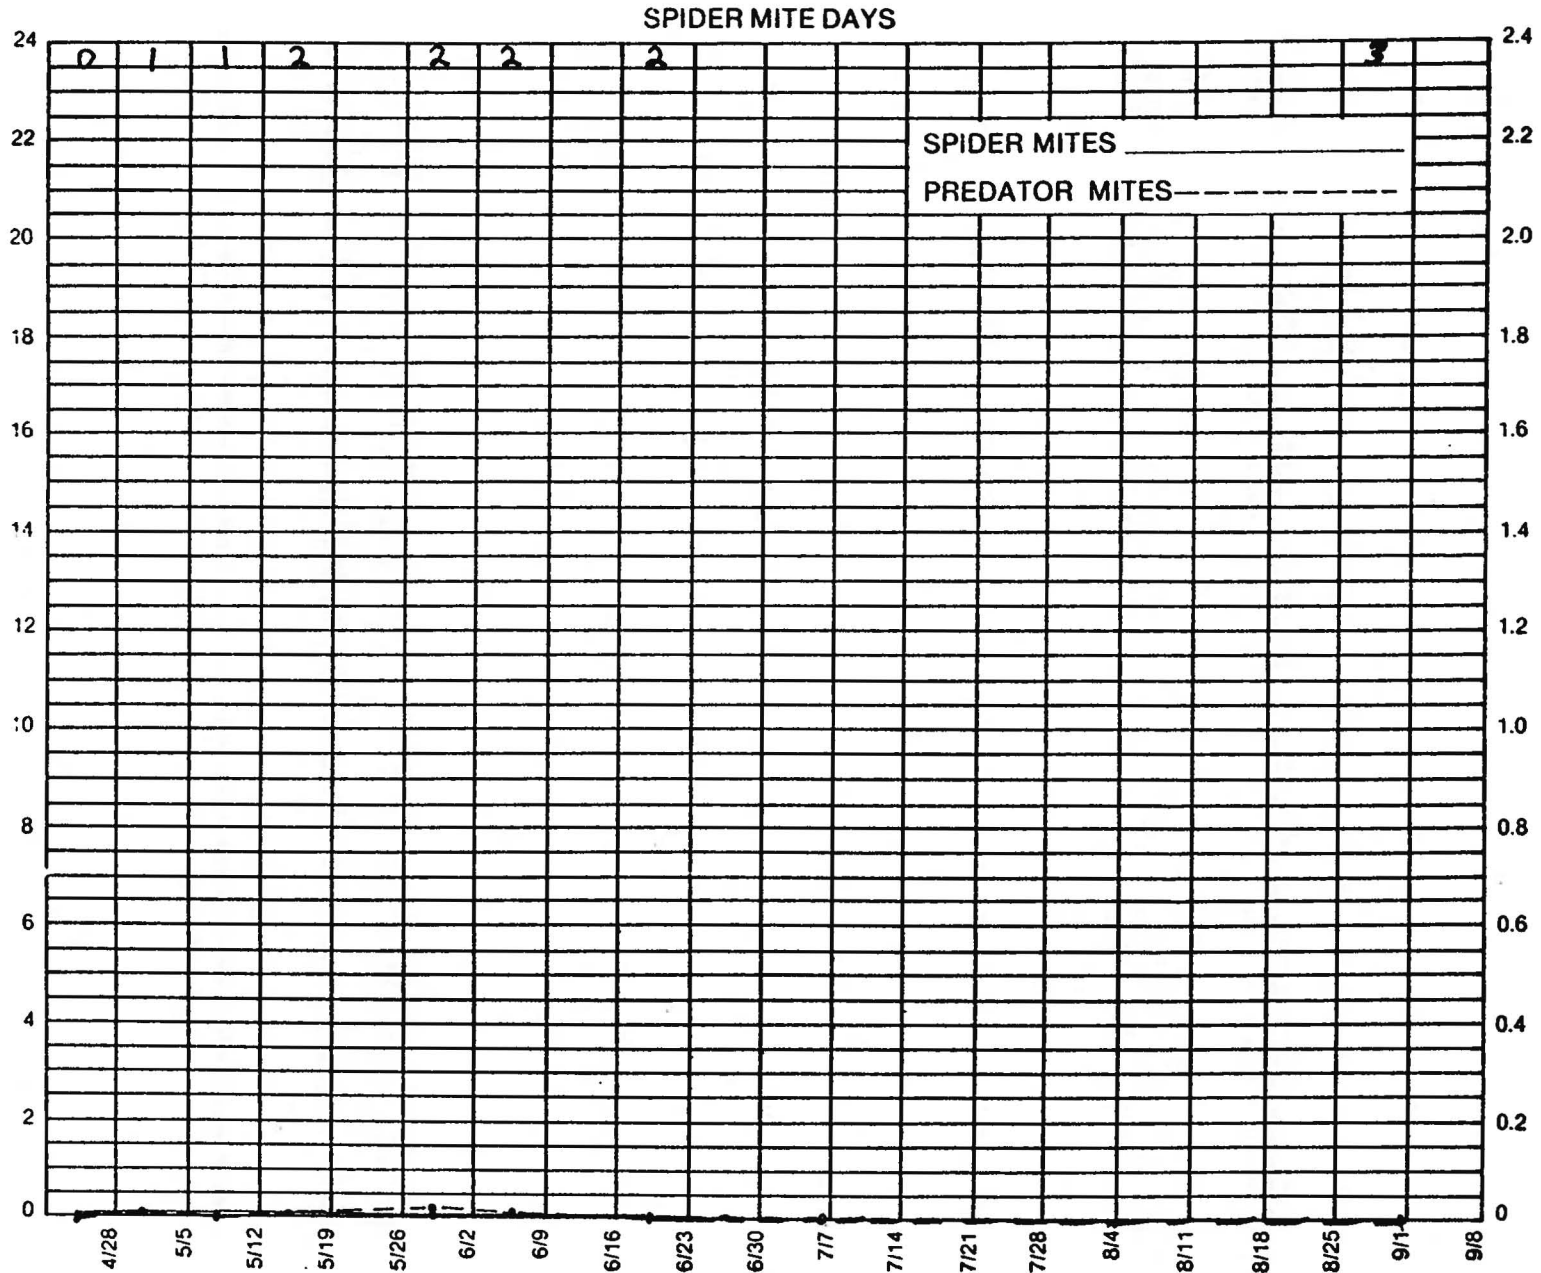 SPIDER MITE DAYS
24 2.4
0 1 1 2 2 2 2 3
22 2.2
SPIDER MITES
PREDATOR MITES
20 2.0
18 1.8
16 1.6
14 1.4
12 1.2
10 1.0
8 0.8
6 0.6
4 0.4
2 0.2
0 0
4/28 5/5 5/12 5/19 5/26 6/2 6/9 6/16 6/23 6/30 7/7 7/14 7/21 7/28 8/4 8/11 8/18 8/25 9/1 9/8